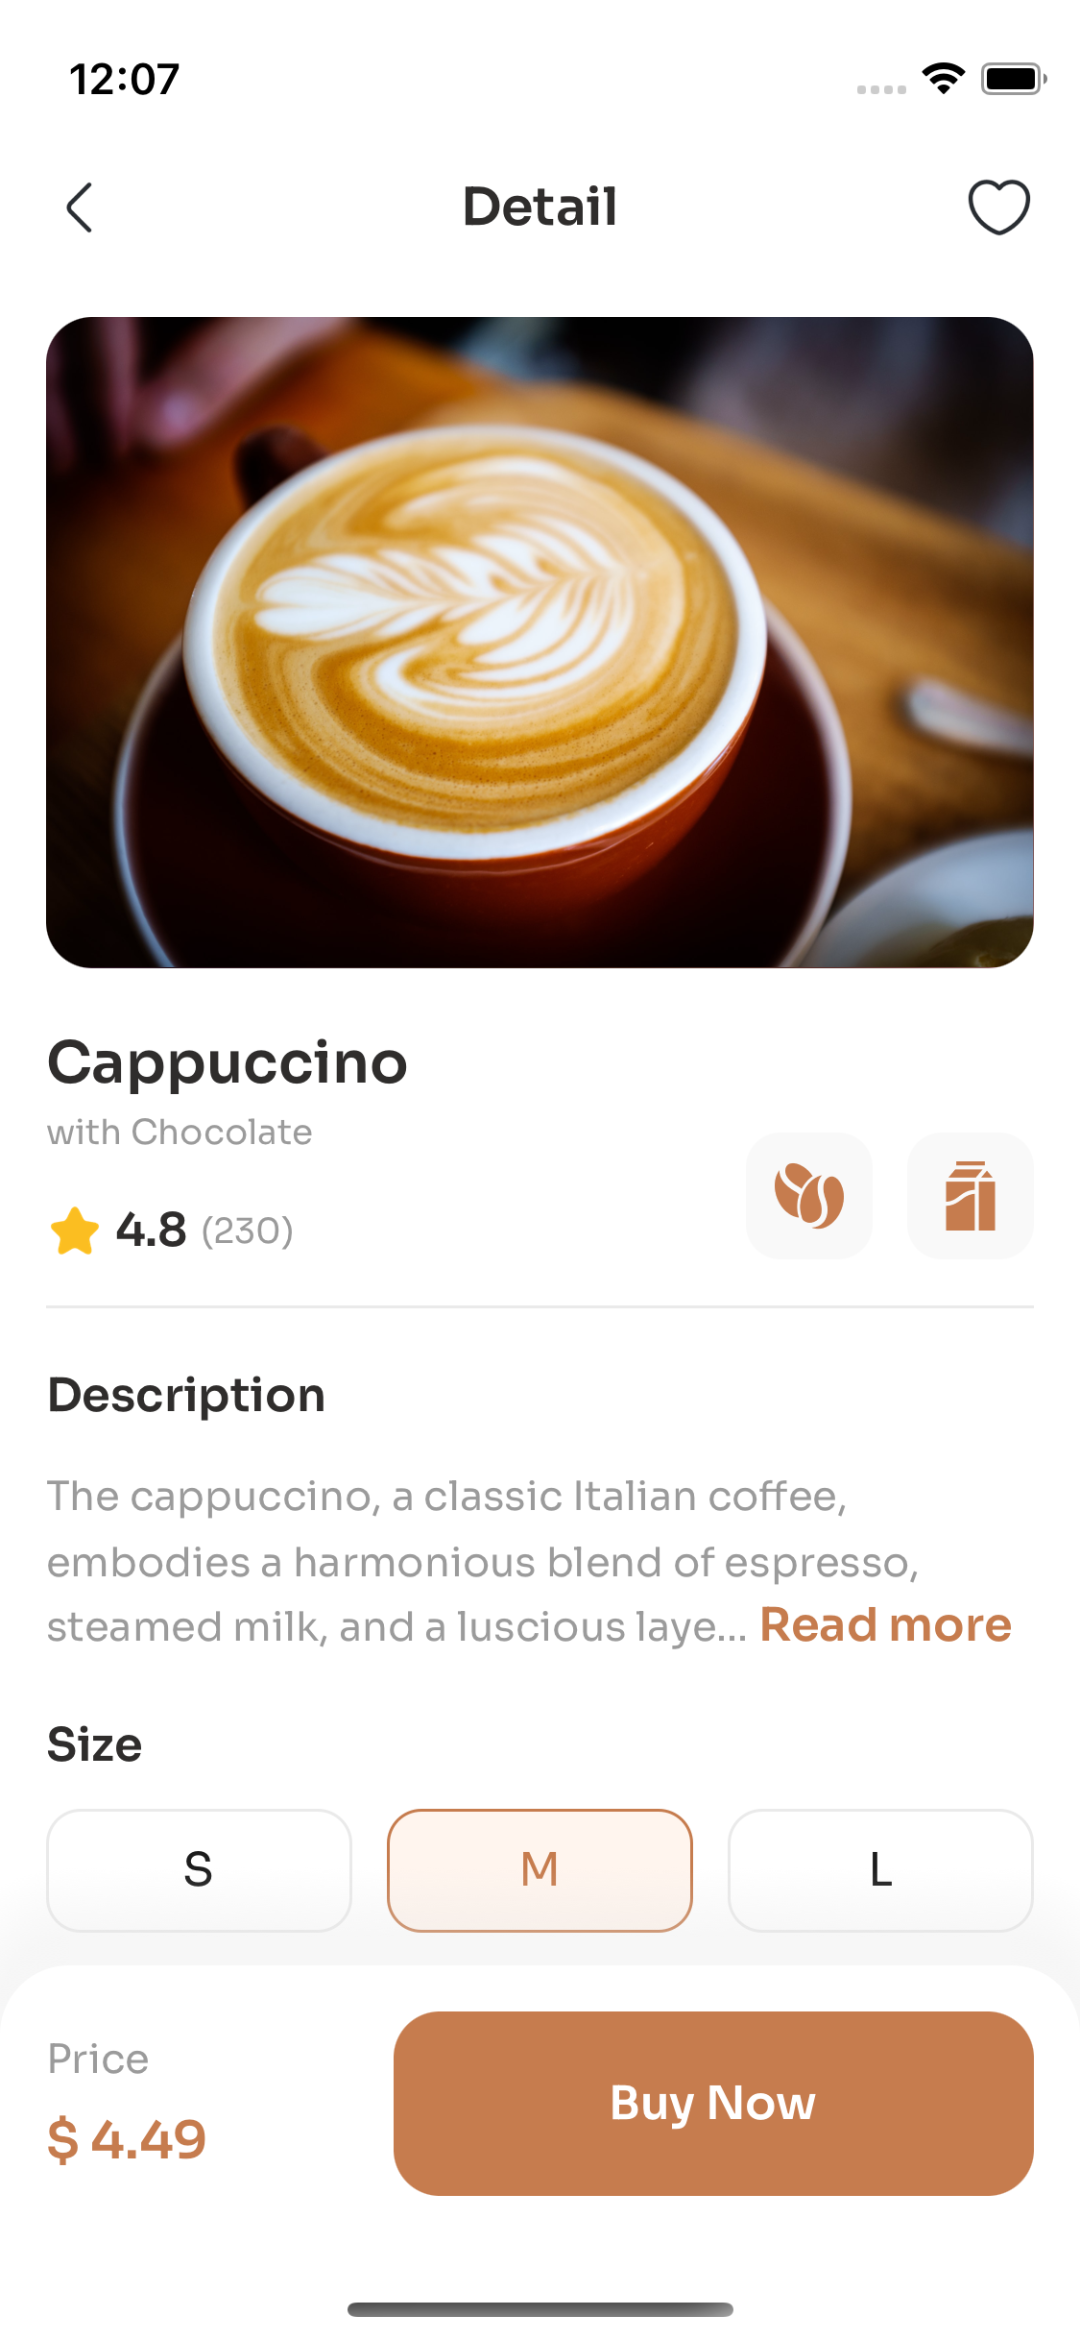 12:07
Detail
Cappuccino
with Chocolate
4.8 (230)
Description
The cappuccino, a classic Italian coffee,
embodies a harmonious blend of espresso,
steamed milk, and a luscious laye... Read more
Size
S M L
Price
$ 4.49
Buy Now